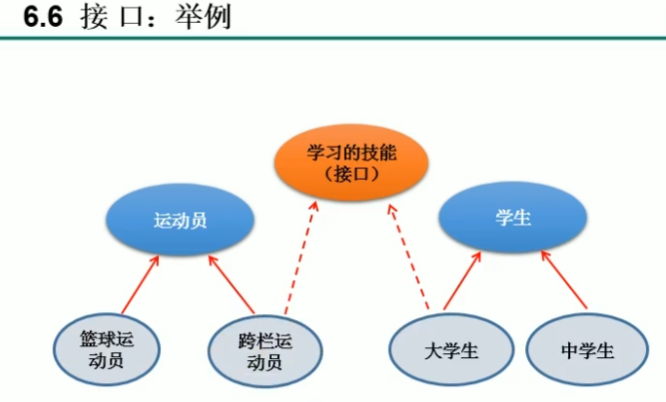 6.6 接 口：举例
学习的技能
（接口）
运动员
学生
篮球运
动员
跨栏运
动员
大学生
中学生